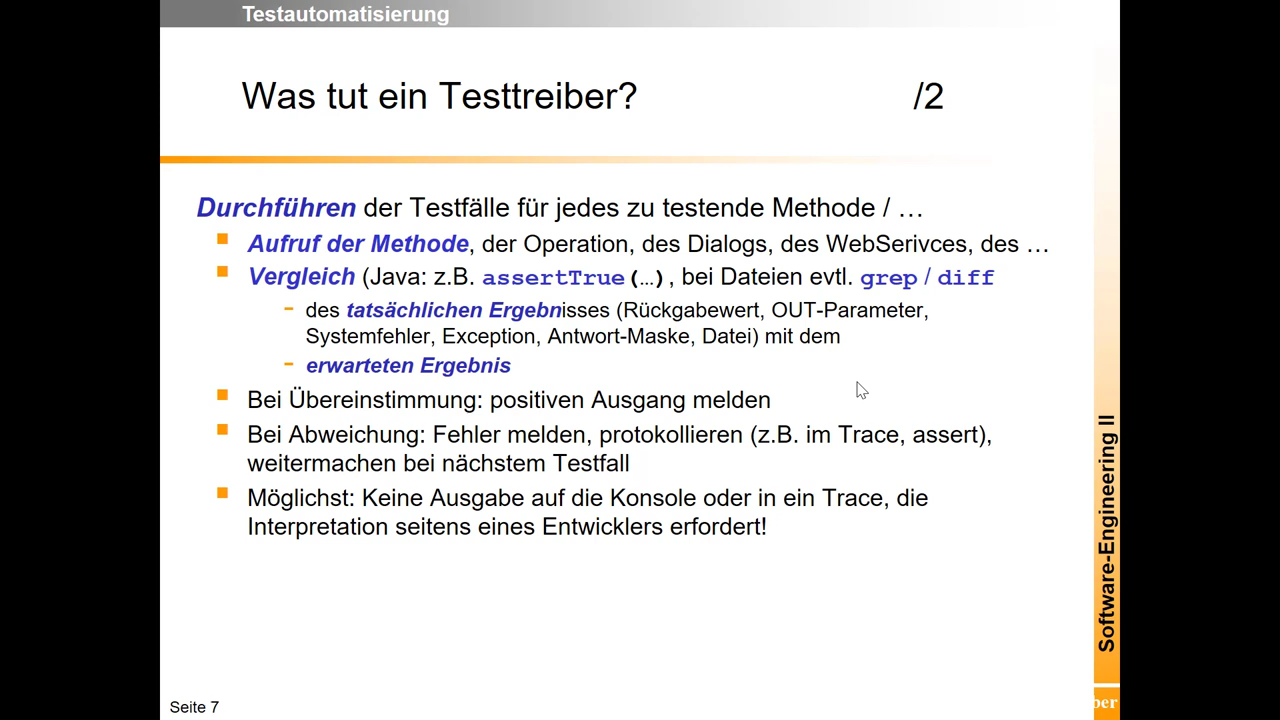 Testautomatisierung
Was tut ein Testtreiber? /2
Durchführen der Testfälle für jedes zu testende Methode / …
Aufruf der Methode, der Operation, des Dialogs, des WebSerivces, des …
Vergleich (Java: z.B. assertTrue(…), bei Dateien evtl. grep / diff
des tatsächlichen Ergebnisses (Rückgabewert, OUT-Parameter,
Systemfehler, Exception, Antwort-Maske, Datei) mit dem
erwarteten Ergebnis
Bei Übereinstimmung: positiven Ausgang melden
Bei Abweichung: Fehler melden, protokollieren (z.B. im Trace, assert),
weitermachen bei nächstem Testfall
Möglichst: Keine Ausgabe auf die Konsole oder in ein Trace, die
Interpretation seitens eines Entwicklers erfordert!
Software-Engineering II
Seite 7